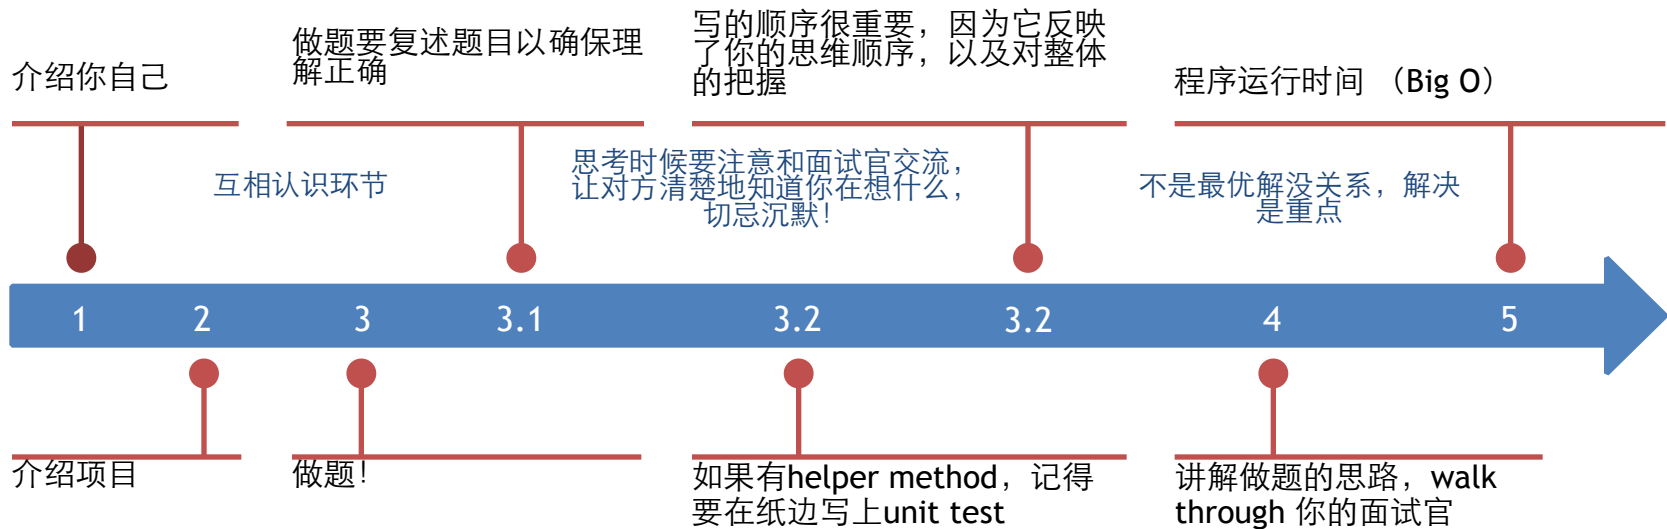 介绍你自己
做题要复述题目以确保理
解正确
写的顺序很重要，因为它反映
了你的思维顺序，以及对整体
的把握
程序运行时间 （Big O）
互相认识环节
思考时候要注意和面试官交流，
让对方清楚地知道你在想什么，
切忌沉默！
不是最优解没关系，解决
是重点
1 2 3 3.1 3.2 3.2 4 5
介绍项目
做题！
如果有helper method，记得
要在纸边写上unit test
讲解做题的思路，walk
through 你的面试官